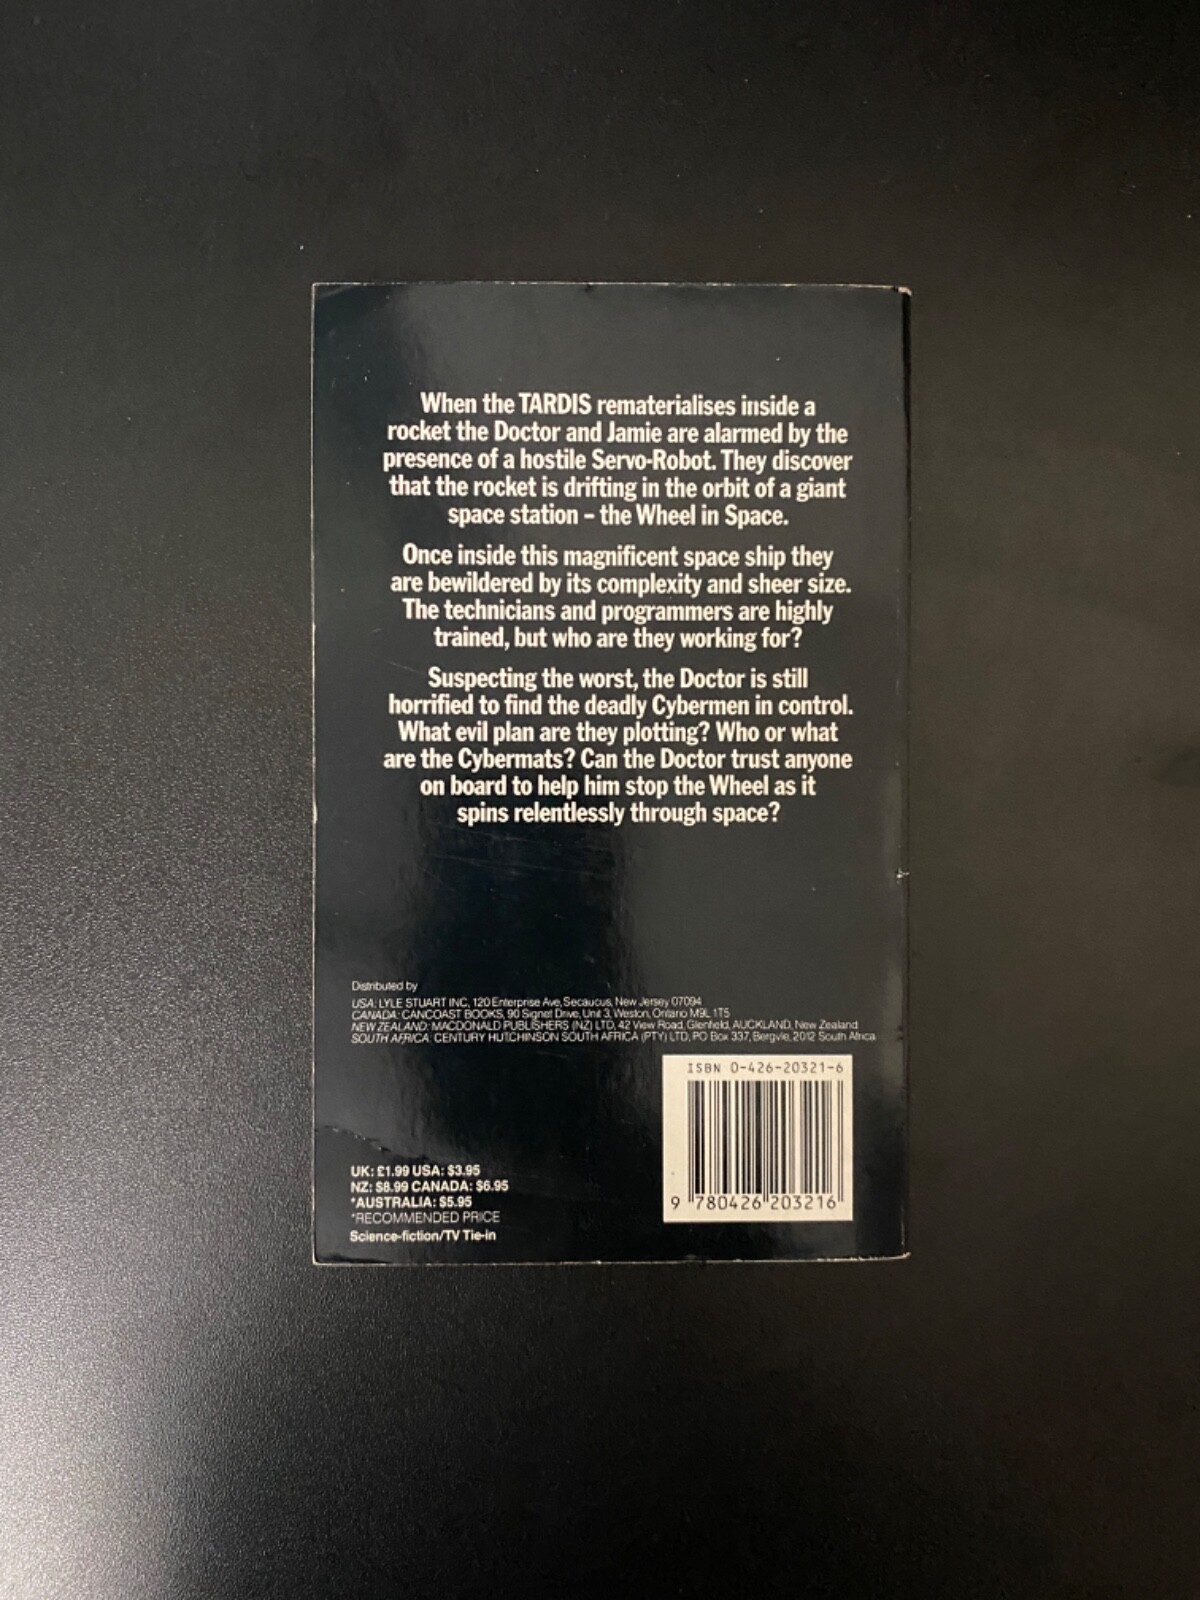 When the TARDIS rematerialises inside a
rocket the Doctor and Jamie are alarmed by the
presence of a hostile Servo-Robot. They discover
that the rocket is drifting in the orbit of a giant
space station – the Wheel in Space.
Once inside this magnificent space ship they
are bewildered by its complexity and sheer size.
The technicians and programmers are highly
trained, but who are they working for?
Suspecting the worst, the Doctor is still
horrified to find the deadly Cybermen in control.
What evil plan are they plotting? Who or what
are the Cybermats? Can the Doctor trust anyone
on board to help him stop the Wheel as it
spins relentlessly through space?
Distributed by
USA: LYLE STUART INC, 120 Enterprise Ave, Secaucus, New Jersey 07094
CANADA: CANCOAST BOOKS, 90 Signet Drive, Unit 3, Weston, Ontario M9L 1T5
NEW ZEALAND: MACDONALD PUBLISHERS (NZ) LTD, 42 View Road, Glenfield, AUCKLAND, New Zealand
SOUTH AFRICA: CENTURY HUTCHINSON SOUTH AFRICA (PTY) LTD, PO Box 337, Bergvie, 2012 South Africa
ISBN 0-426-20321-6
9 780426 203216
UK: £1.99 USA: $3.95
NZ: $8.99 CANADA: $6.95
*AUSTRALIA: $5.95
*RECOMMENDED PRICE
Science-fiction/TV Tie-in